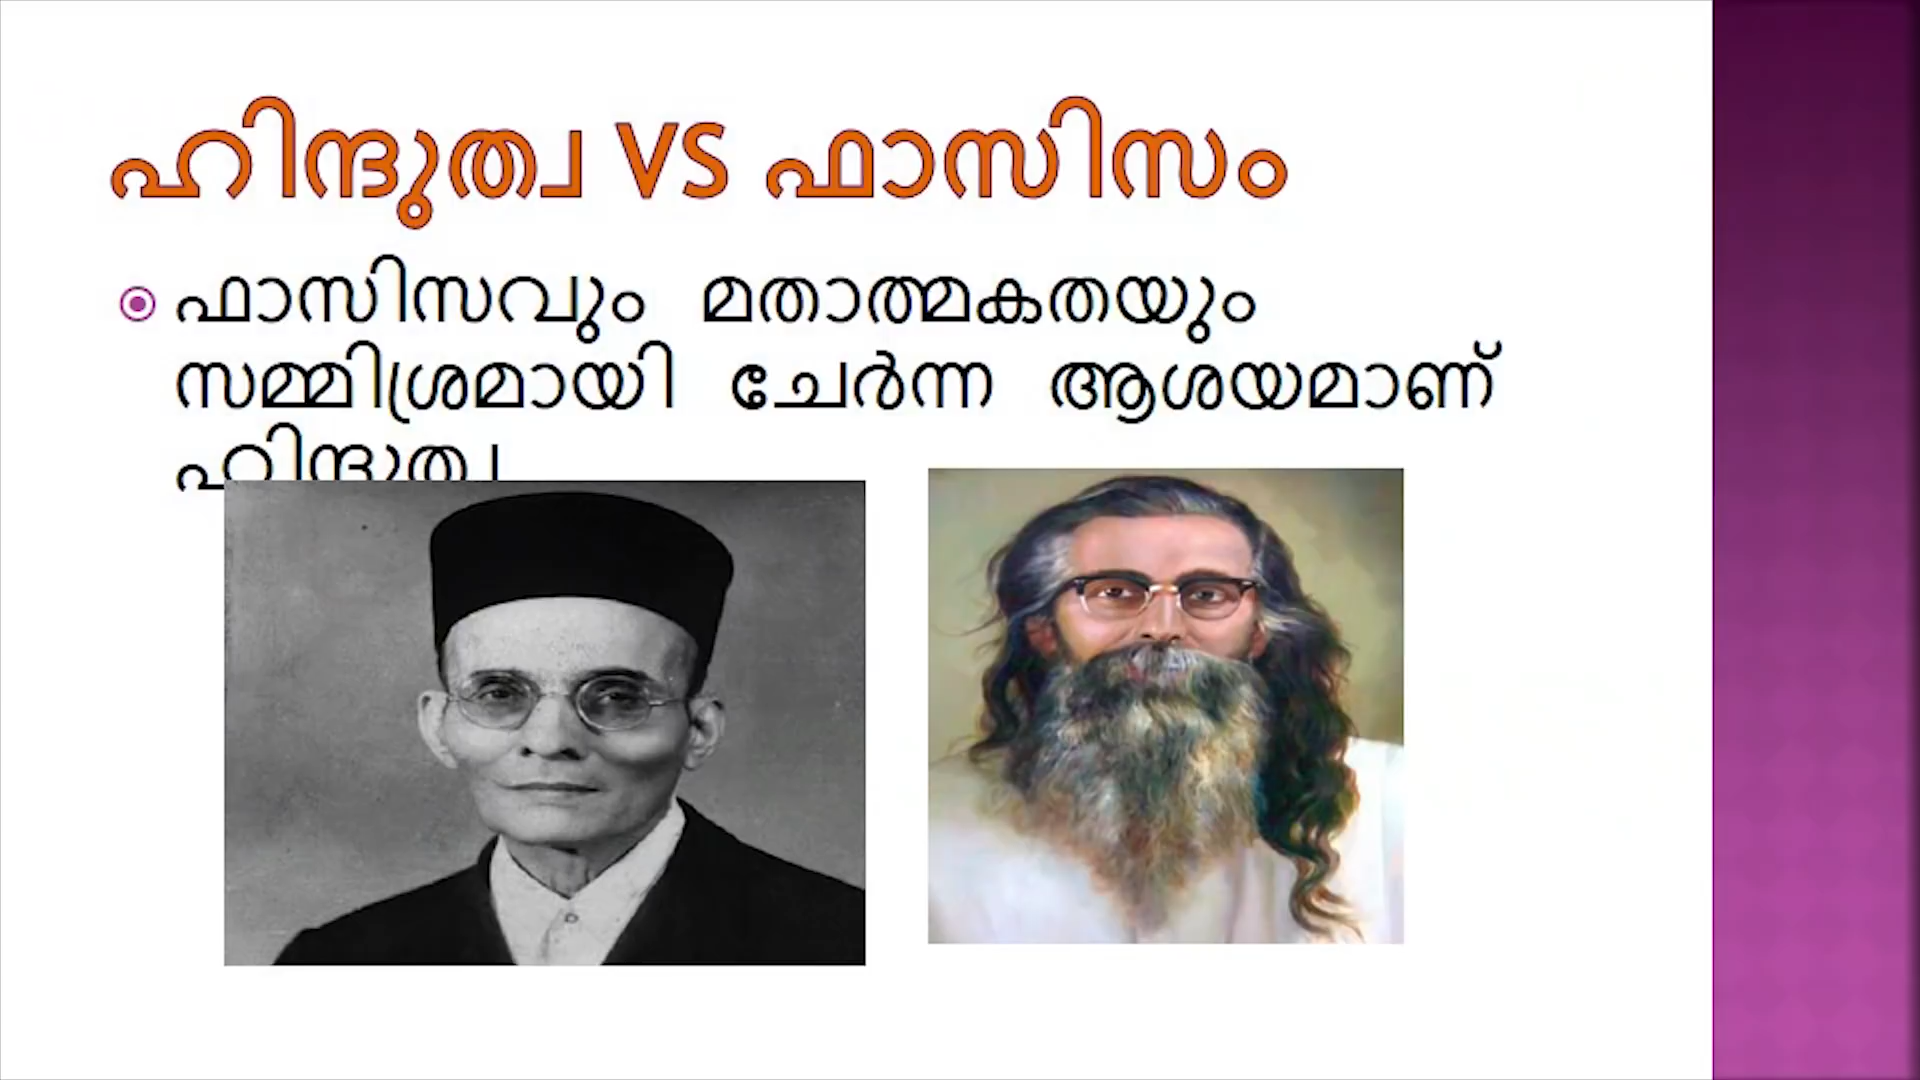 ഹിന്ദുത്വ VS ഫാസിസം
ഫാസിസവും മതാത്മകതയും
സമ്മിശ്രമായി ചേർന്ന ആശയമാണ്
ഹിന്ദുത്വ